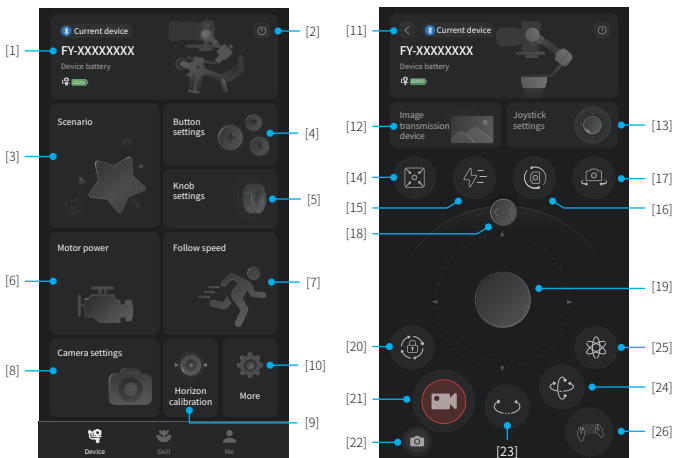 Current device
[2]
[1]
FY-XXXXXXXX
Device battery
100%
Scenario
Button
settings
[3]
[4]
Knob
settings
[5]
Motor power
Follow speed
[6]
[7]
Camera settings
[8]
Horizon
calibration
More
[10]
[9]
Device
Skill
Me
[11]
Current device
FY-XXXXXXXX
Device battery
100%
[12]
Image
transmission
device
Joystick
settings
[13]
[14]
[17]
[15]
[16]
[18]
[19]
[20]
[25]
[21]
[24]
[22]
[23]
[26]